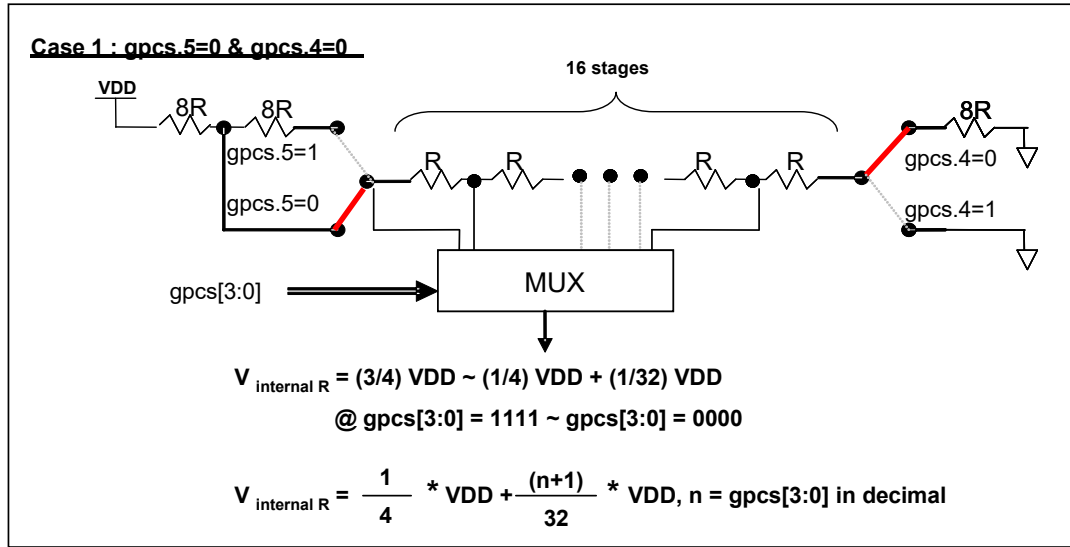 Case 1 : gpcs.5=0 & gpcs.4=0
16 stages
VDD
8R 8R 8R
gpcs.5=1 R R R R gpcs.4=0
gpcs.5=0 gpcs.4=1
MUX
gpcs[3:0]
V internal R = (3/4) VDD ~ (1/4) VDD + (1/32) VDD
@ gpcs[3:0] = 1111 ~ gpcs[3:0] = 0000
V internal R = 1/4 * VDD + (n+1)/32 * VDD, n = gpcs[3:0] in decimal